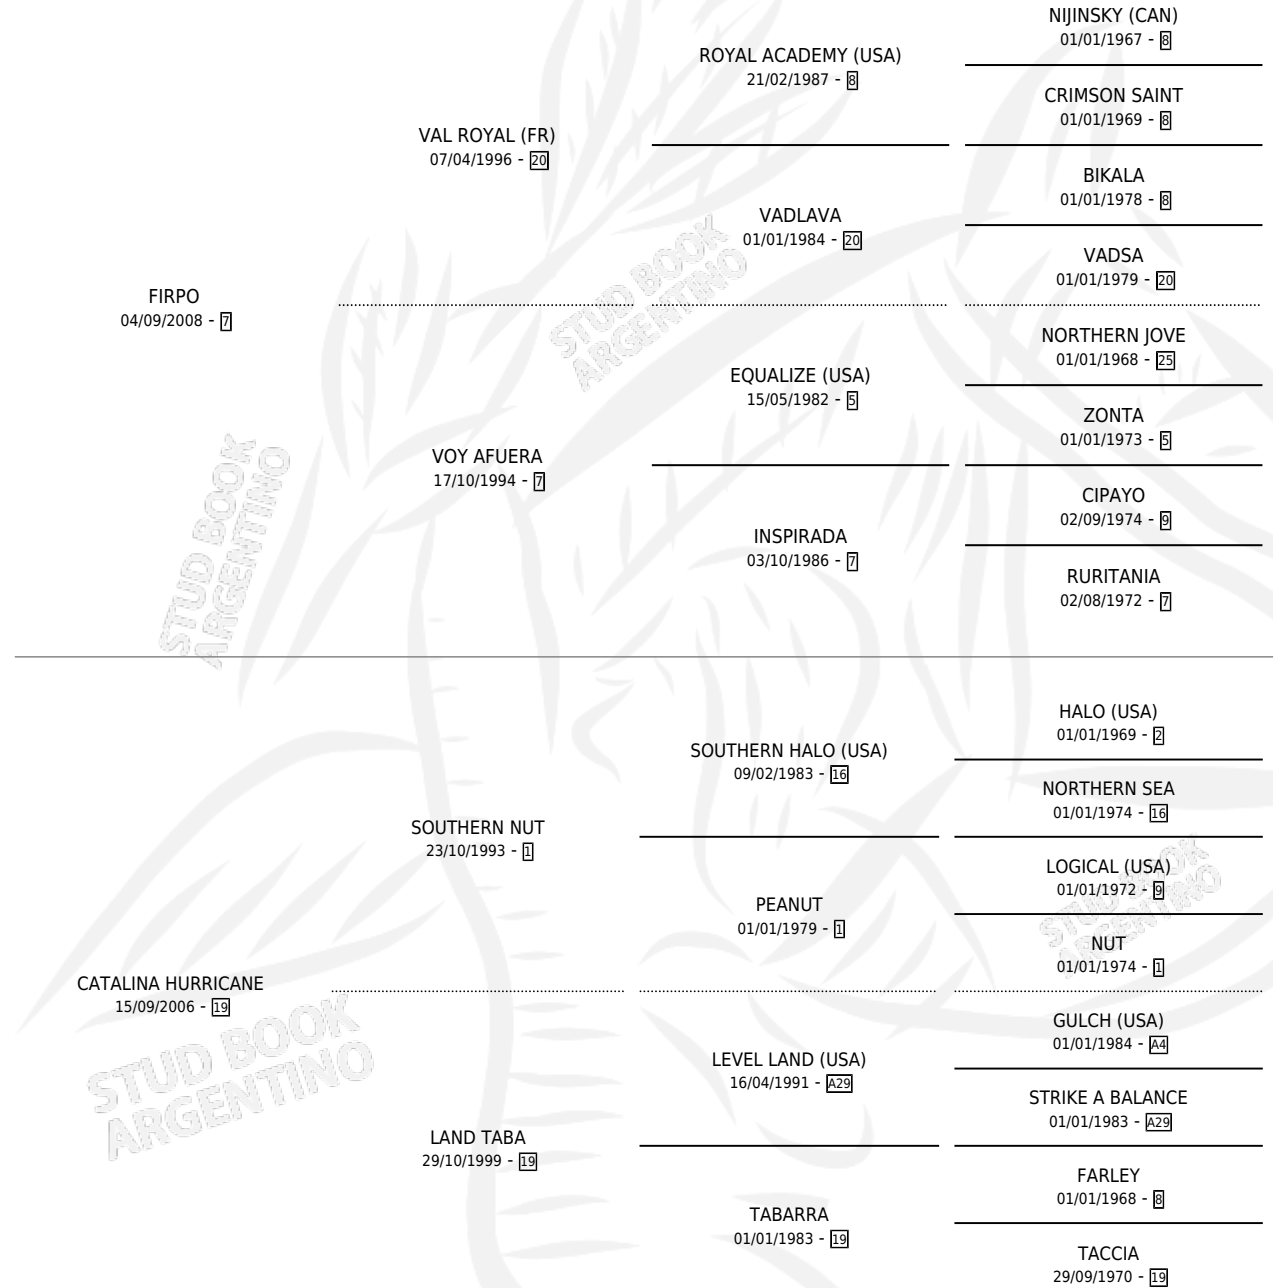 NIJINSKY (CAN)
01/01/1967 - 8
ROYAL ACADEMY (USA)
21/02/1987 - 8
CRIMSON SAINT
01/01/1969 - 8
VAL ROYAL (FR)
07/04/1996 - 20
BIKALA
01/01/1978 - 8
VADLAVA
01/01/1984 - 20
VADSA
01/01/1979 - 20
FIRPO
04/09/2008 - 7
NORTHERN JOVE
01/01/1968 - 25
EQUALIZE (USA)
15/05/1982 - 5
ZONTA
01/01/1973 - 5
VOY AFUERA
17/10/1994 - 7
CIPAYO
02/09/1974 - 9
INSPIRADA
03/10/1986 - 7
RURITANIA
02/08/1972 - 7
STUD BOOK
ARGENTINO
STUD BOOK
ARGENTINO
HALO (USA)
01/01/1969 - 2
SOUTHERN HALO (USA)
09/02/1983 - 16
NORTHERN SEA
01/01/1974 - 16
SOUTHERN NUT
23/10/1993 - 1
LOGICAL (USA)
01/01/1972 - 9
PEANUT
01/01/1979 - 1
NUT
01/01/1974 - 1
STUD BOOK
ARGENTINO
CATALINA HURRICANE
15/09/2006 - 19
GULCH (USA)
01/01/1984 - A4
LEVEL LAND (USA)
16/04/1991 - A29
STRIKE A BALANCE
01/01/1983 - A29
STUD BOOK
ARGENTINO
LAND TABA
29/10/1999 - 19
FARLEY
01/01/1968 - 8
TABARRA
01/01/1983 - 19
TACCIA
29/09/1970 - 19